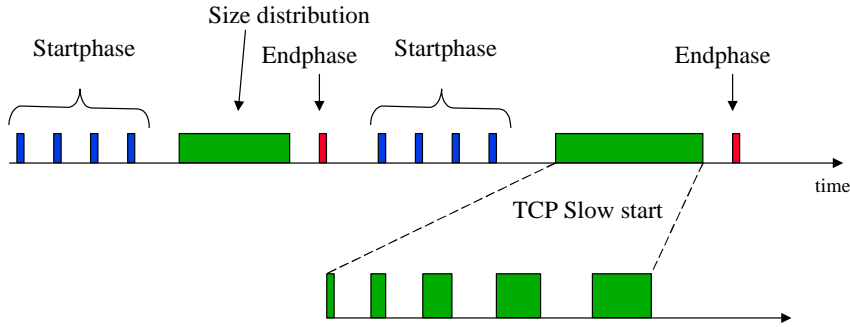 Size distribution
Startphase
Endphase
Startphase
Endphase
time
TCP Slow start